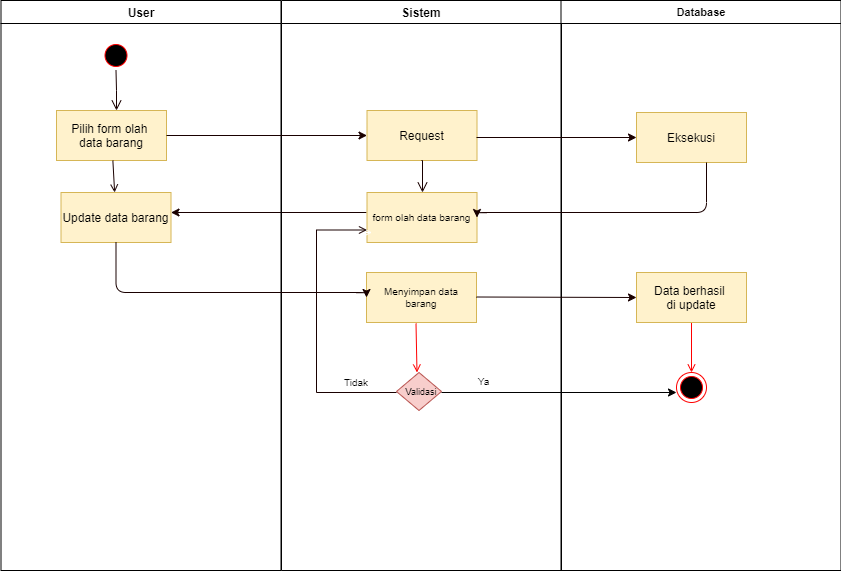 User
Sistem
Database
Pilih form olah
data barang
Request
Eksekusi
Update data barang
form olah data barang
Menyimpan data
barang
Data berhasil
di update
Tidak
Validasi
Ya